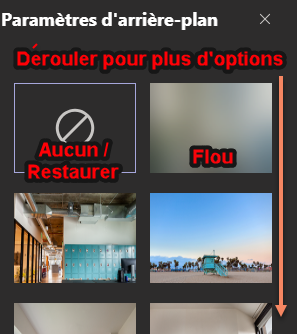 Paramètres d'arrière-plan
Dérouler pour plus d'options
Aucun /
Restaurer
Flou